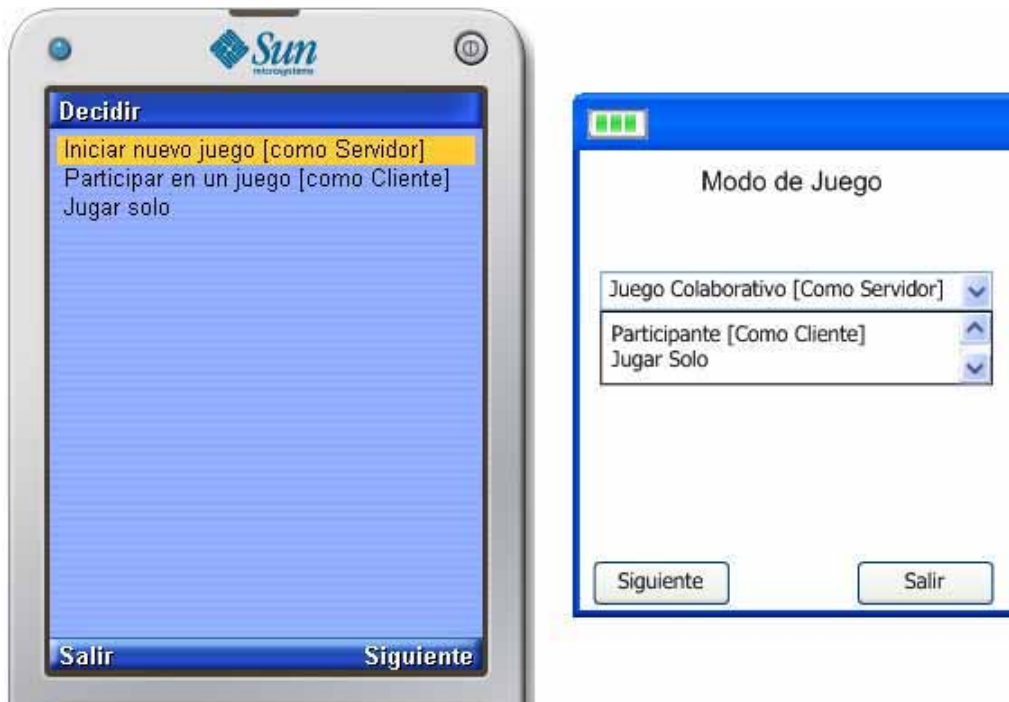 Sun
microsystems
Decidir
Iniciar nuevo juego [como Servidor]
Participar en un juego [como Cliente]
Jugar solo
Salir
Siguiente
Modo de Juego
Juego Colaborativo [Como Servidor]
Participante [Como Cliente]
Jugar Solo
Siguiente
Salir